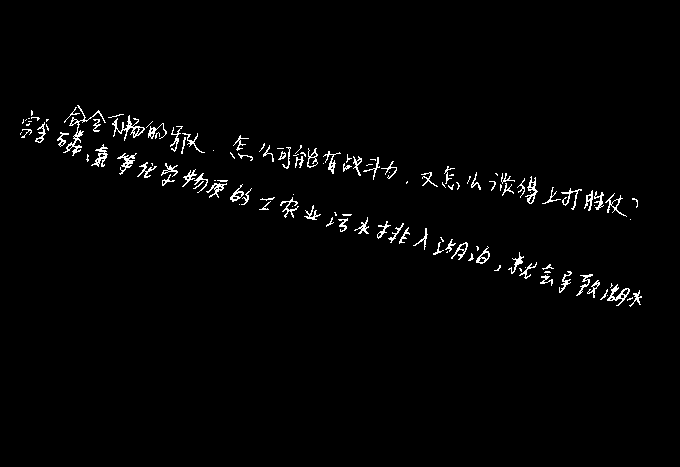 命令不畅的军队，怎么可能有战斗力，又怎么谈得上打胜仗？
富含磷、氮等化学物质的工农业污水排入湖泊，就会导致湖水